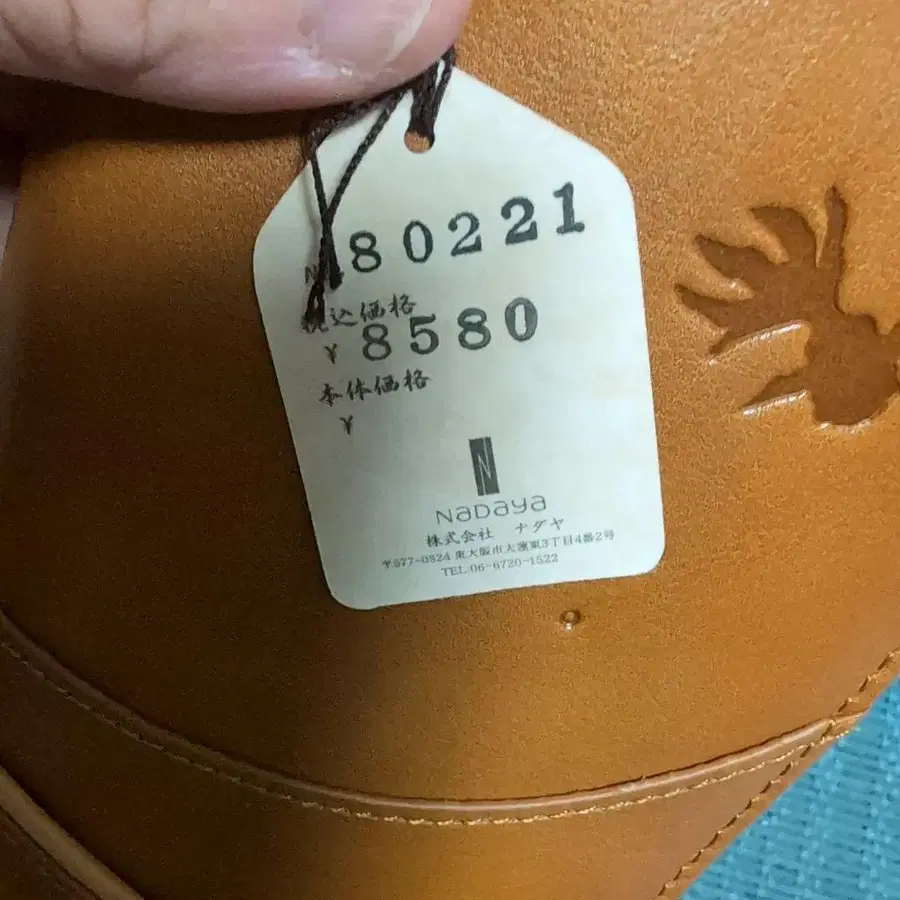 80221
税込価格
¥ 8580
本体価格
¥
N
NaDaya
株式会社 ナダヤ
〒577-0824 東大阪市大蓮東3丁目4番2号
TEL.06-6720-1522